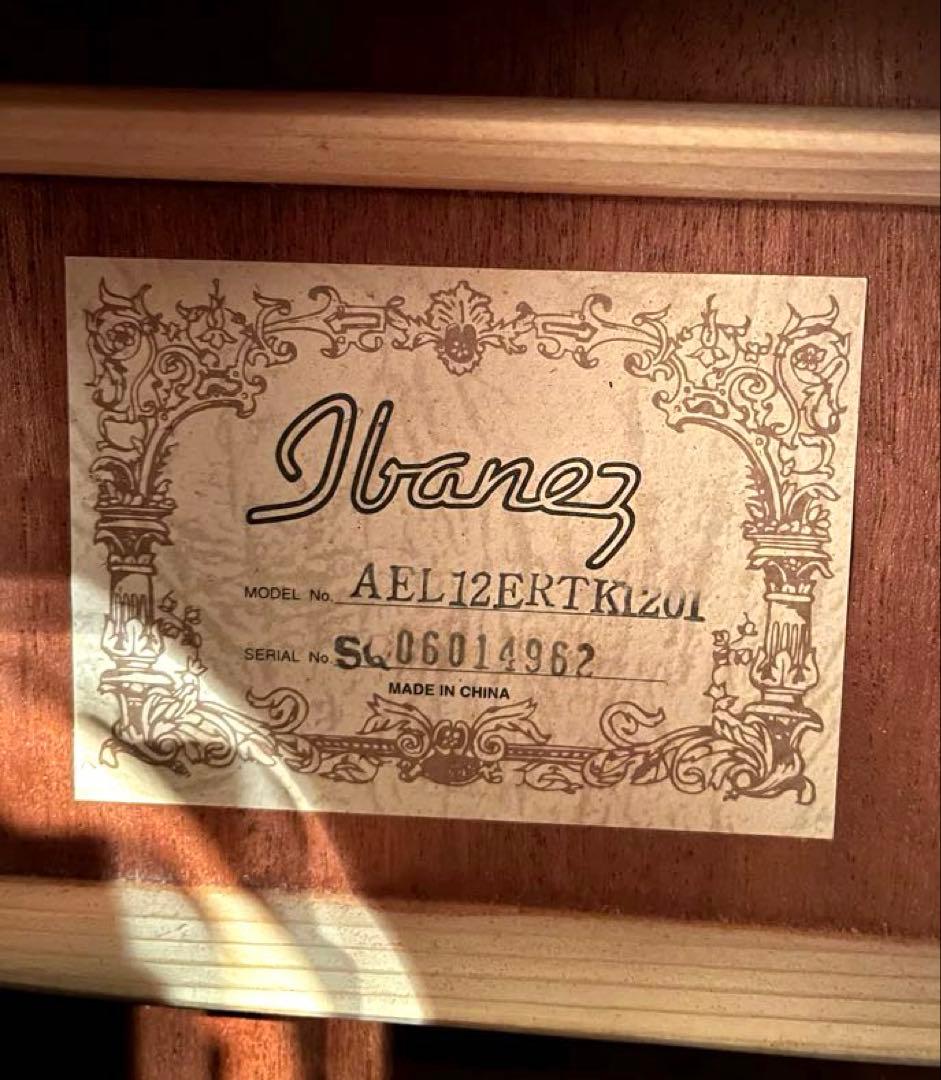 Ibanez
MODEL No. AEL12ERTK1201
SERIAL No. SQ06014962
MADE IN CHINA